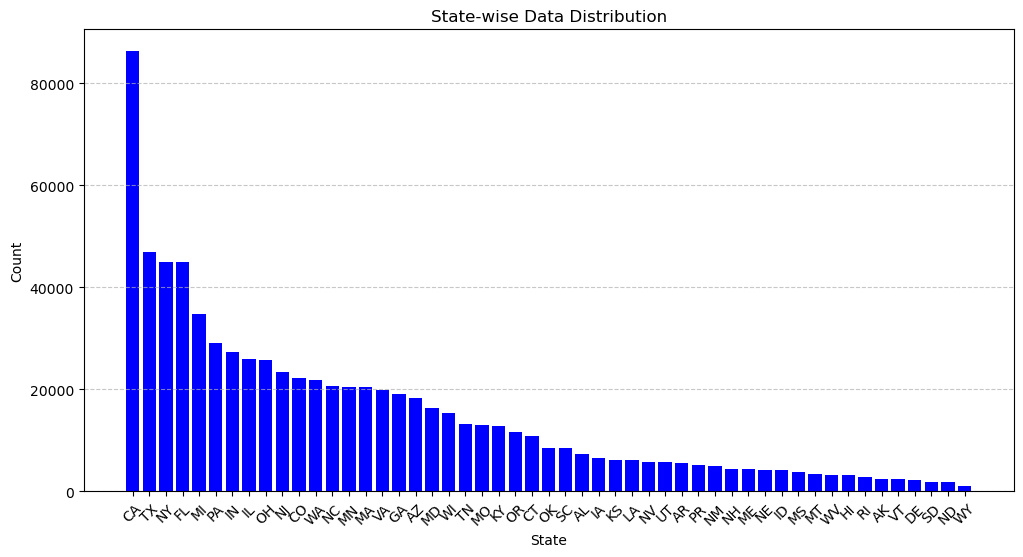 State-wise Data Distribution
Count
80000
60000
40000
20000
0
CA TX NY FL MI PA IN IL OH NJ CO WA NC MN MA VA GA AZ MD WI TN MO KY OR CT OK SC AL IA KS LA NV UT AR PR NM NH ME NE ID MS MT WV HI RI AK VT DE SD ND WY
State